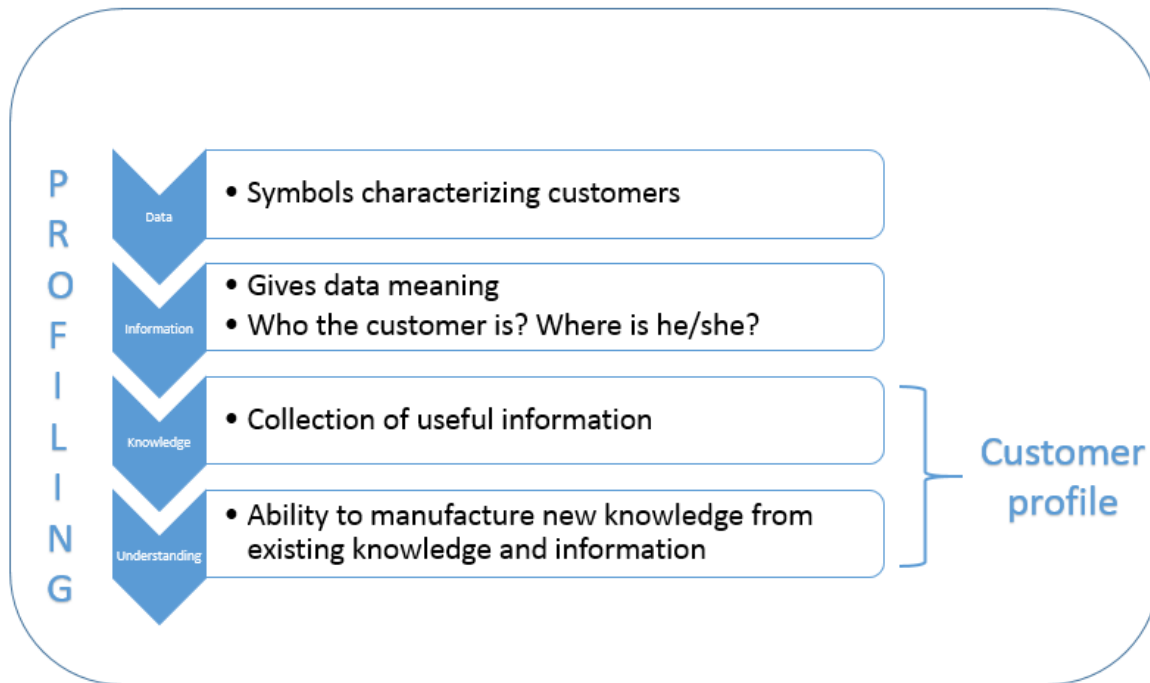 PROFILING
Data
• Symbols characterizing customers
Information
• Gives data meaning
• Who the customer is? Where is he/she?
Knowledge
• Collection of useful information
Understanding
• Ability to manufacture new knowledge from
existing knowledge and information
Customer
profile